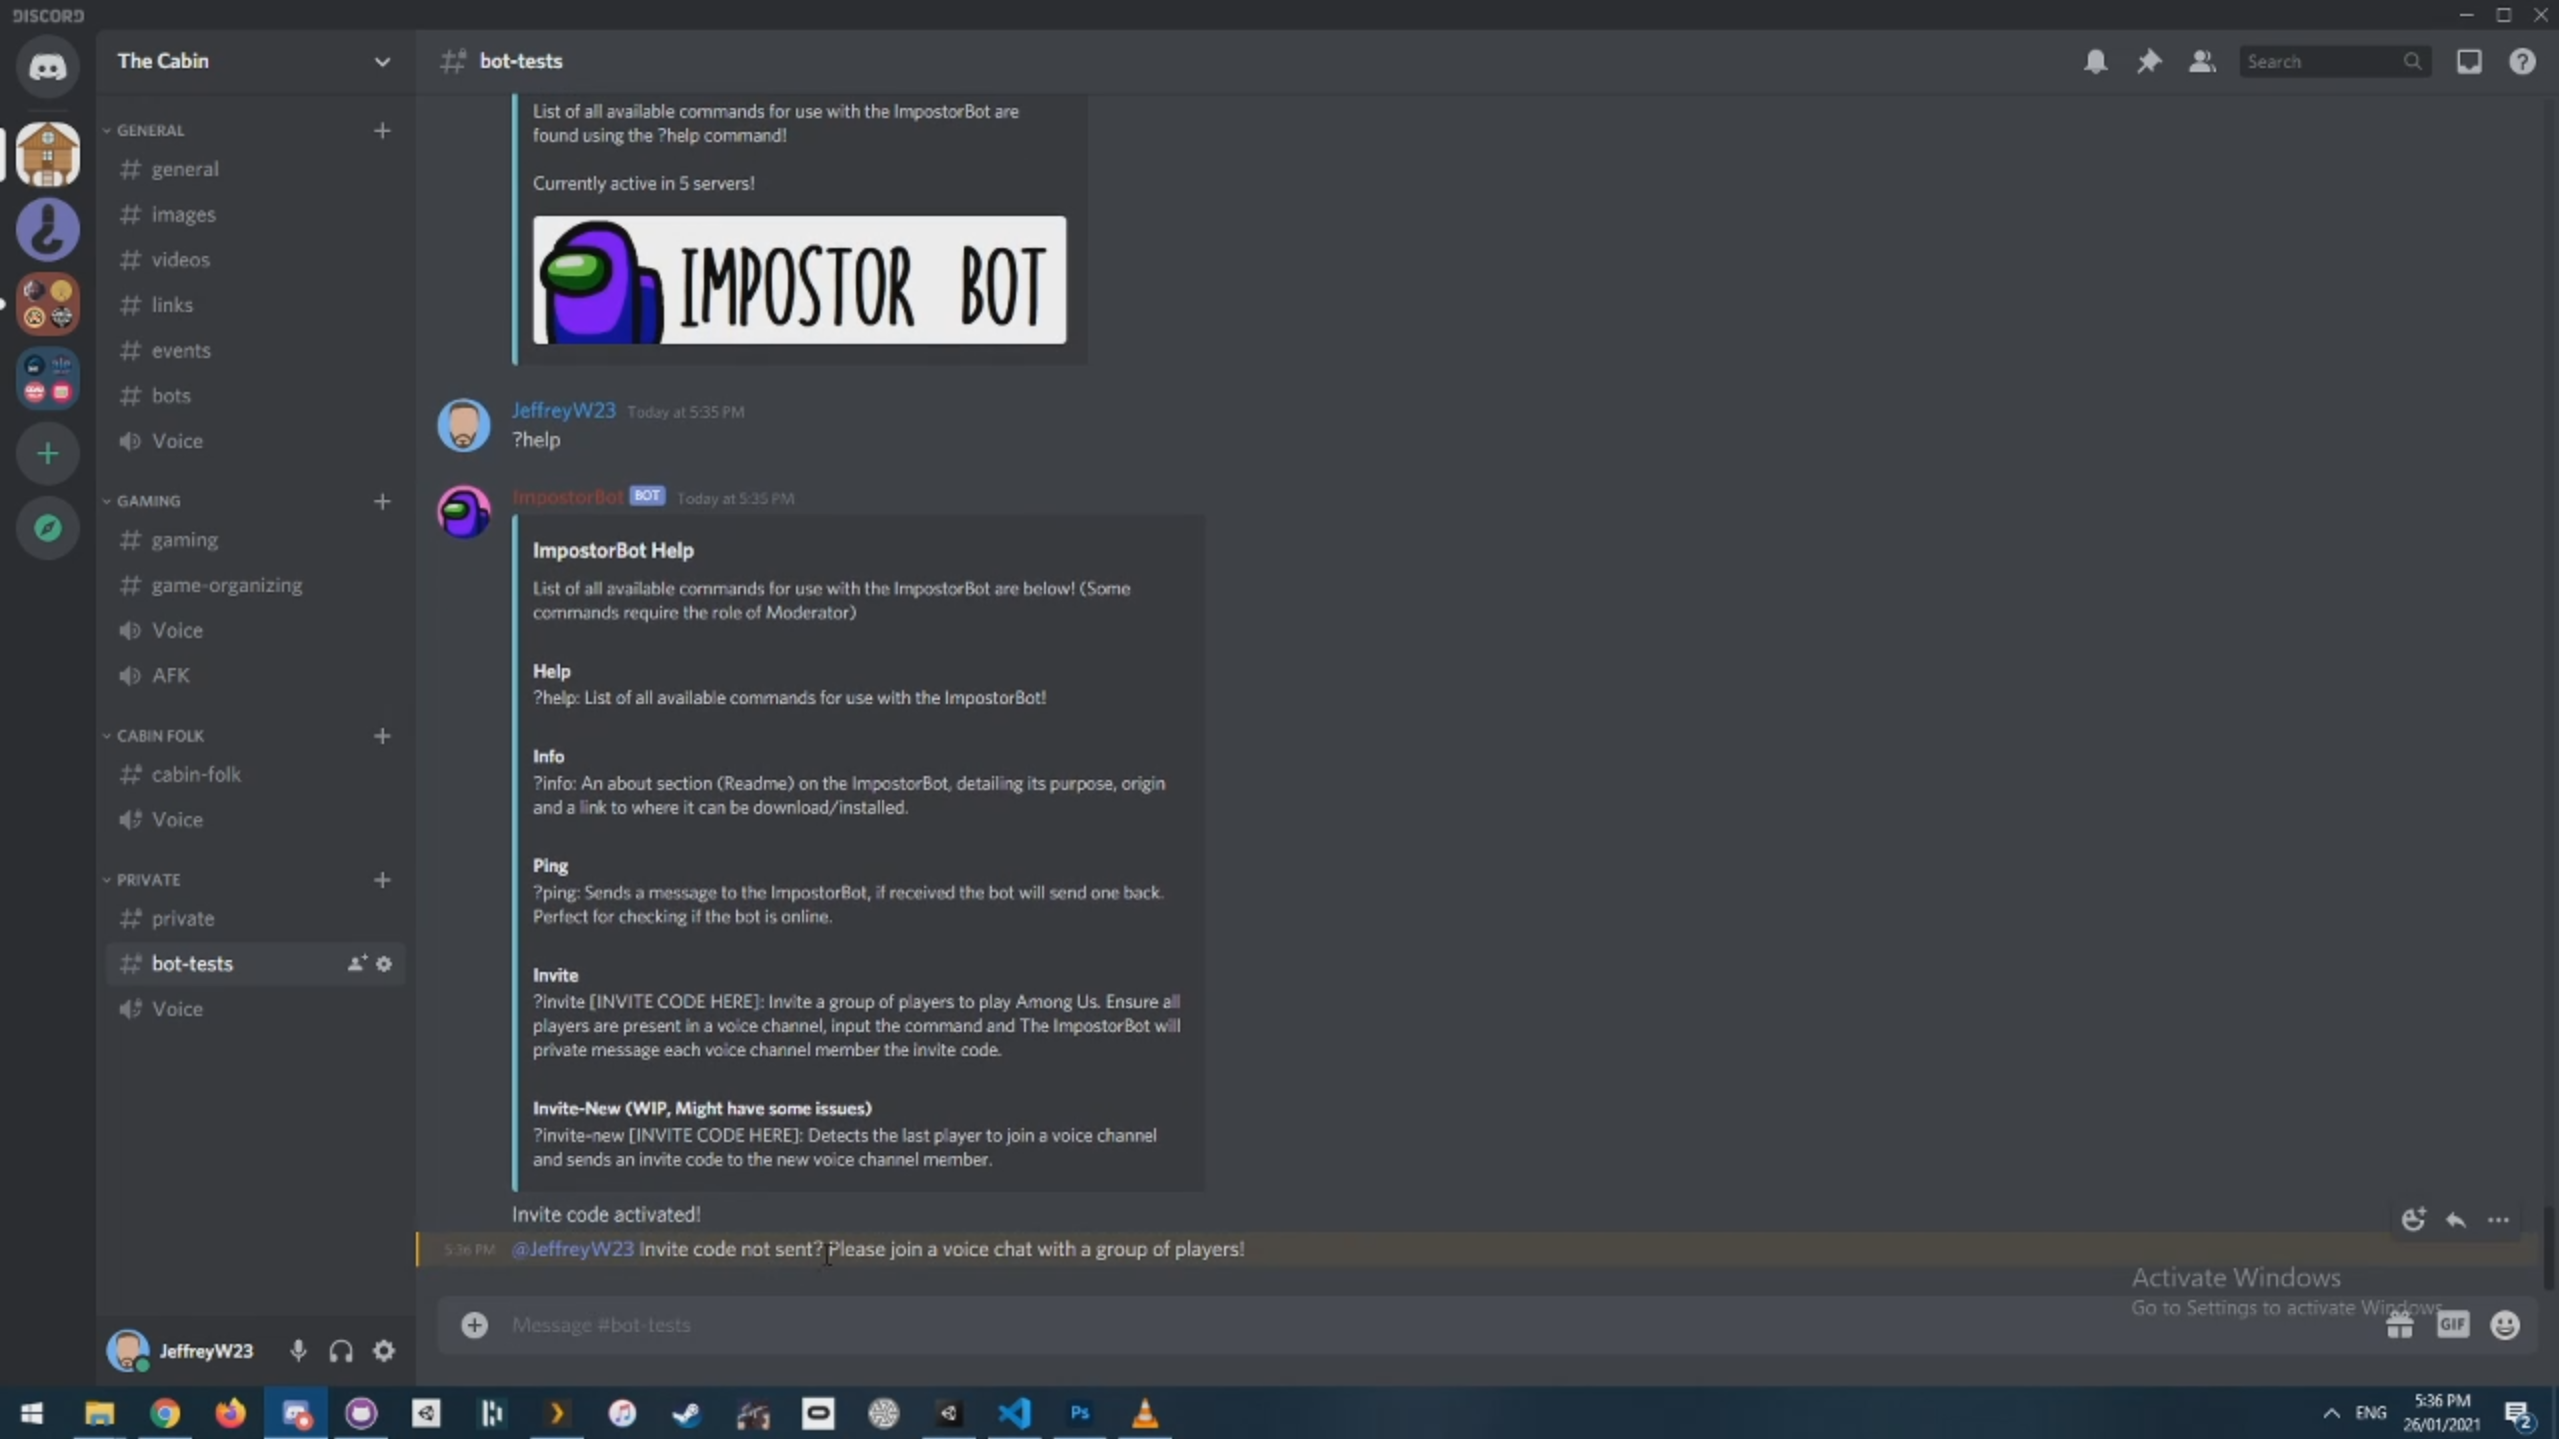 DISCORD
The Cabin
bot-tests
Search
GENERAL
general
images
videos
links
events
bots
Voice
GAMING
gaming
game-organizing
Voice
AFK
CABIN FOLK
cabin-folk
Voice
PRIVATE
private
bot-tests
Voice
JeffreyW23
List of all available commands for use with the ImpostorBot are
found using the ?help command!
Currently active in 5 servers!
IMPOSTOR BOT
JeffreyW23 Today at 5:35 PM
?help
ImpostorBot BOT Today at 5:35 PM
ImpostorBot Help
List of all available commands for use with the ImpostorBot are below! (Some
commands require the role of Moderator)
Help
?help: List of all available commands for use with the ImpostorBot!
Info
?info: An about section (Readme) on the ImpostorBot, detailing its purpose, origin
and a link to where it can be download/installed.
Ping
?ping: Sends a message to the ImpostorBot, if received the bot will send one back.
Perfect for checking if the bot is online.
Invite
?invite [INVITE CODE HERE]: Invite a group of players to play Among Us. Ensure all
players are present in a voice channel, input the command and The ImpostorBot will
private message each voice channel member the invite code.
Invite-New (WIP, Might have some issues)
?invite-new [INVITE CODE HERE]: Detects the last player to join a voice channel
and sends an invite code to the new voice channel member.
Invite code activated!
5:36 PM @JeffreyW23 Invite code not sent? Please join a voice chat with a group of players!
Activate Windows
Go to Settings to activate Windows.
Message #bot-tests
GIF
Ps
ENG
5:36 PM
26/01/2021
2